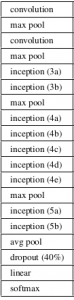 convolution
max pool
convolution
max pool
inception (3a)
inception (3b)
max pool
inception (4a)
inception (4b)
inception (4c)
inception (4d)
inception (4e)
max pool
inception (5a)
inception (5b)
avg pool
dropout (40%)
linear
softmax